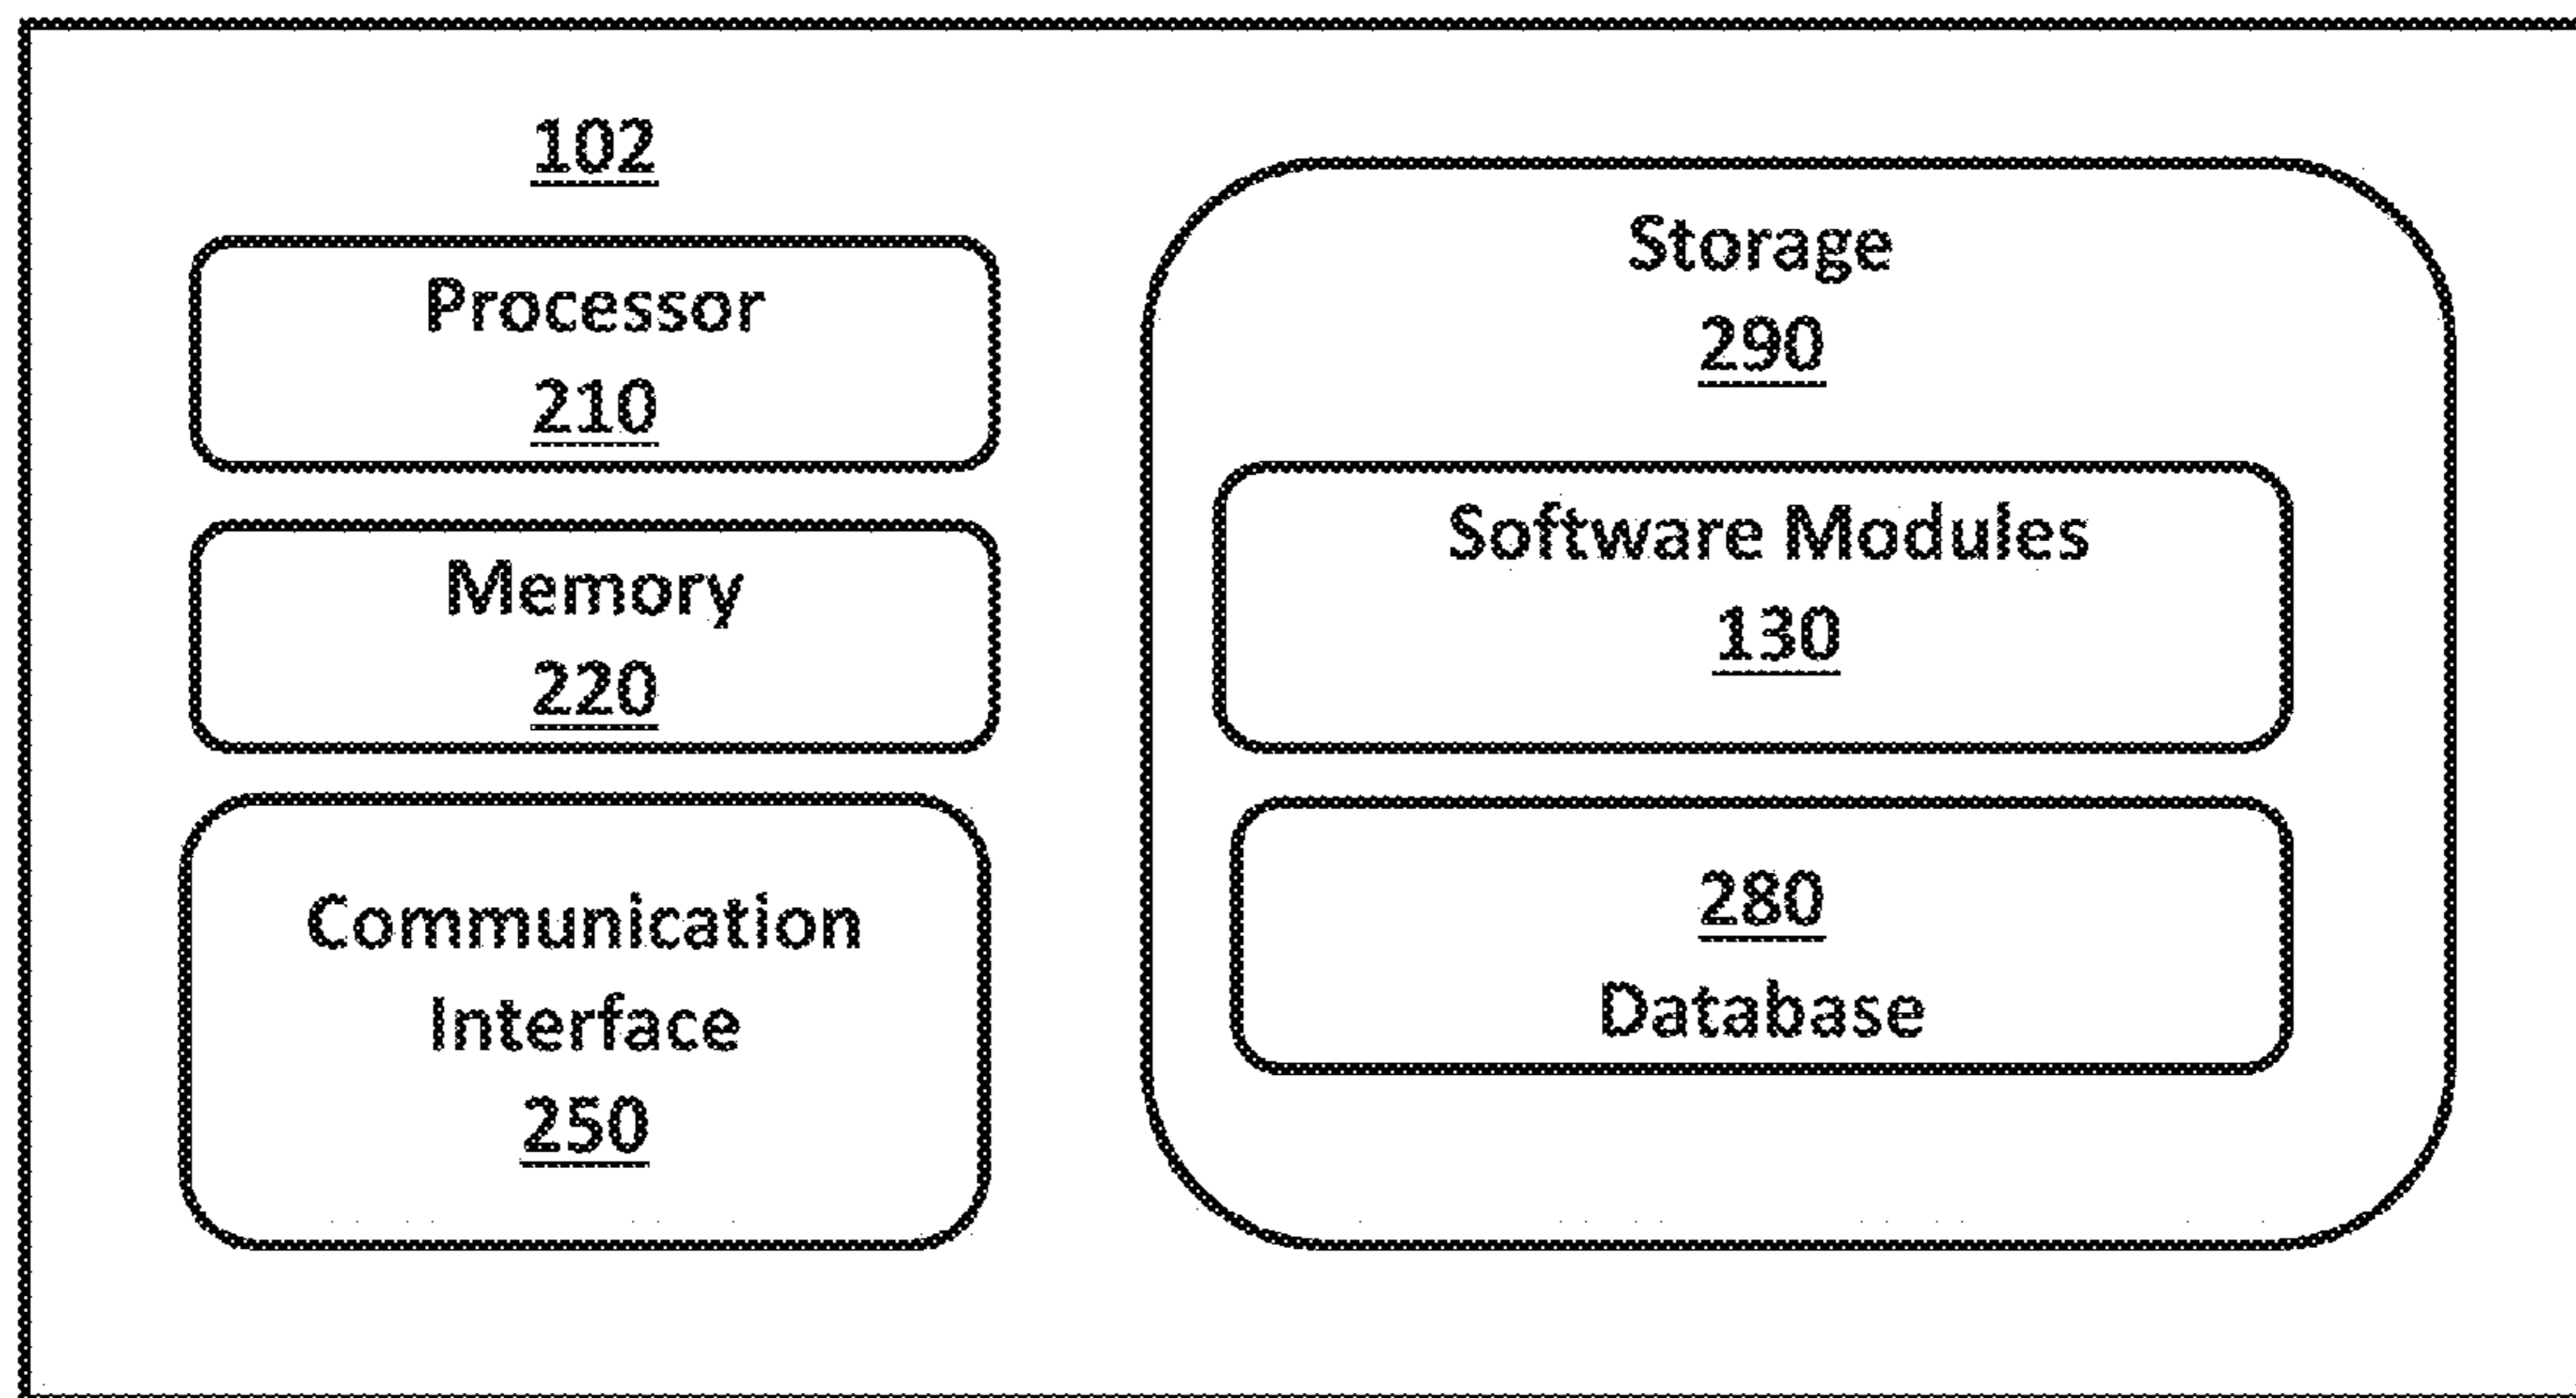 102
Processor
210
Memory
220
Communication
Interface
250
Storage
290
Software Modules
130
280
Database